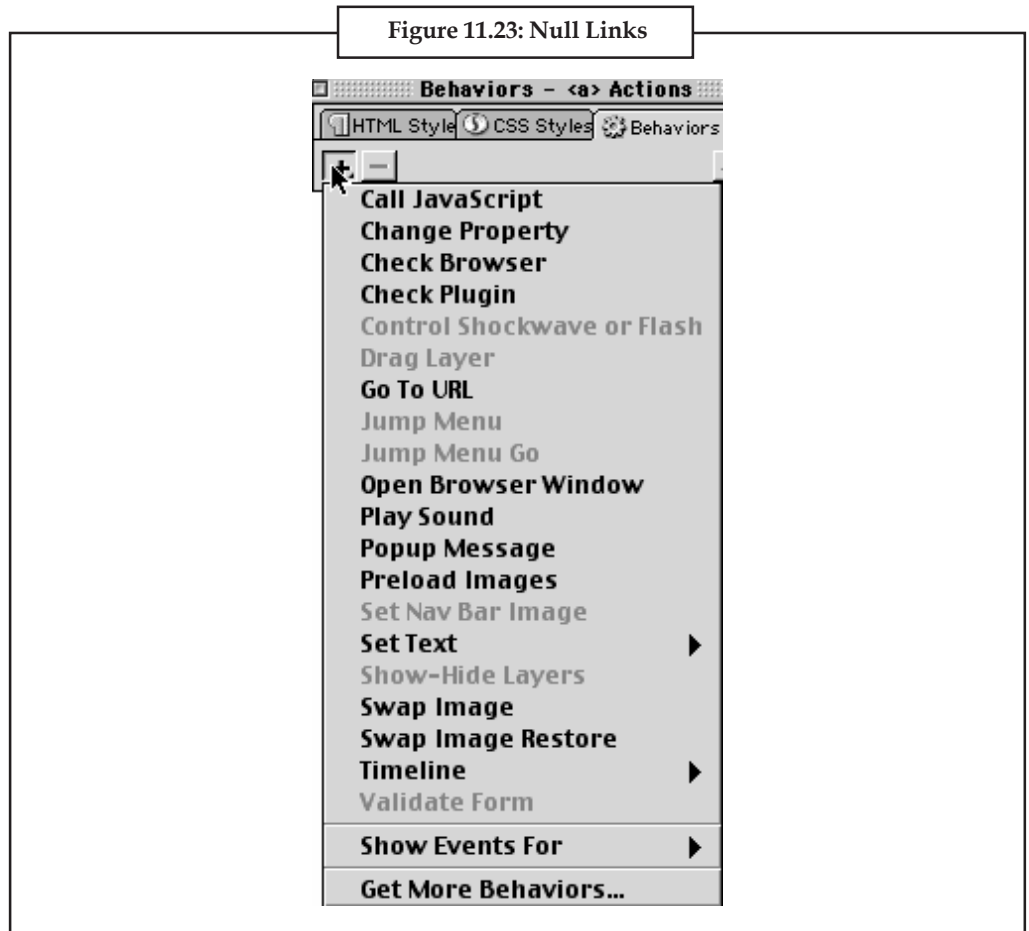 Figure 11.23: Null Links
Behaviors - <a> Actions
HTML Style CSS Styles Behaviors
Call JavaScript
Change Property
Check Browser
Check Plugin
Control Shockwave or Flash
Drag Layer
Go To URL
Jump Menu
Jump Menu Go
Open Browser Window
Play Sound
Popup Message
Preload Images
Set Nav Bar Image
Set Text
Show-Hide Layers
Swap Image
Swap Image Restore
Timeline
Validate Form
Show Events For
Get More Behaviors...